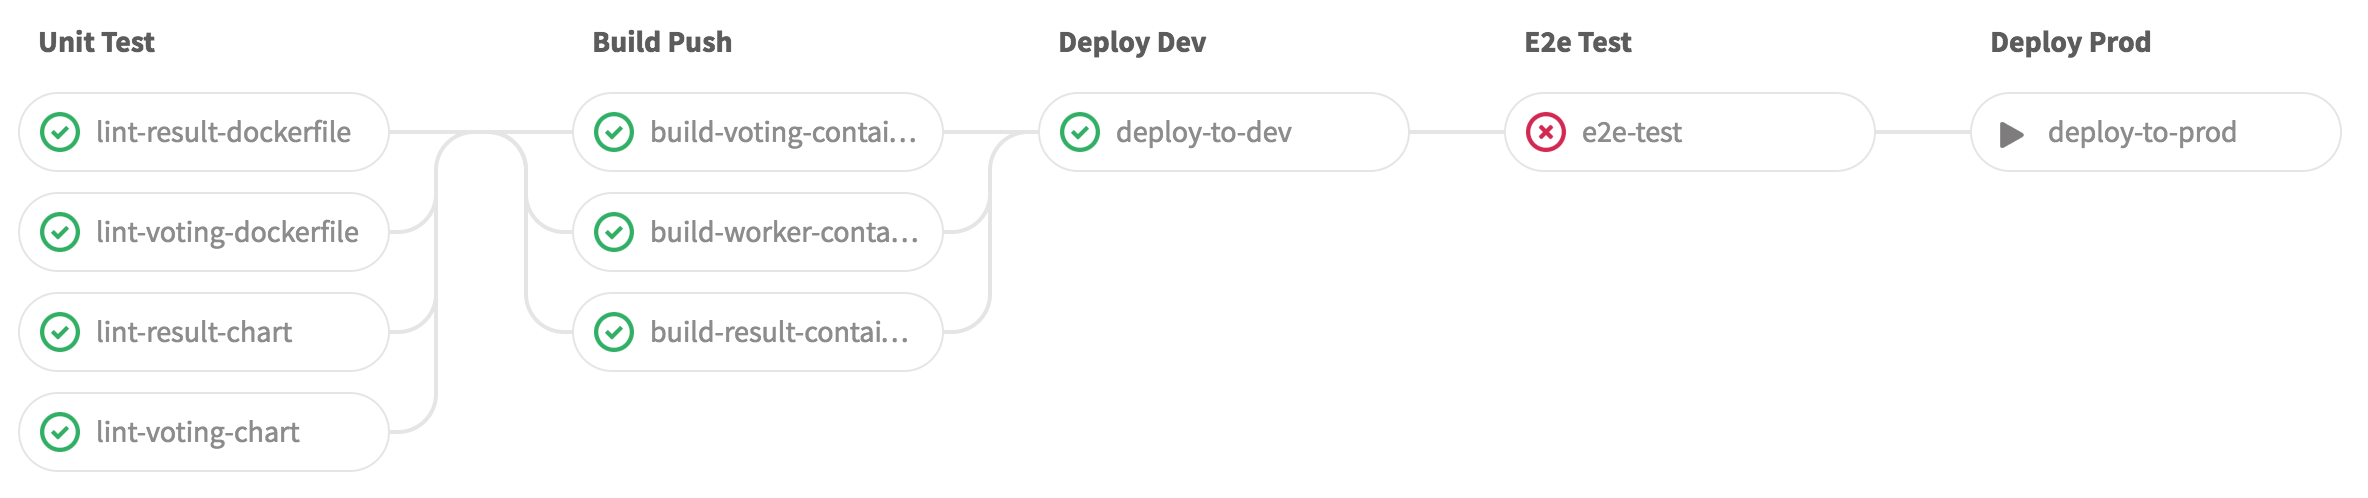 Unit Test
Build Push
Deploy Dev
E2e Test
Deploy Prod
lint-result-dockerfile
build-voting-contai...
deploy-to-dev
e2e-test
deploy-to-prod
lint-voting-dockerfile
build-worker-conta...
lint-result-chart
build-result-contai...
lint-voting-chart